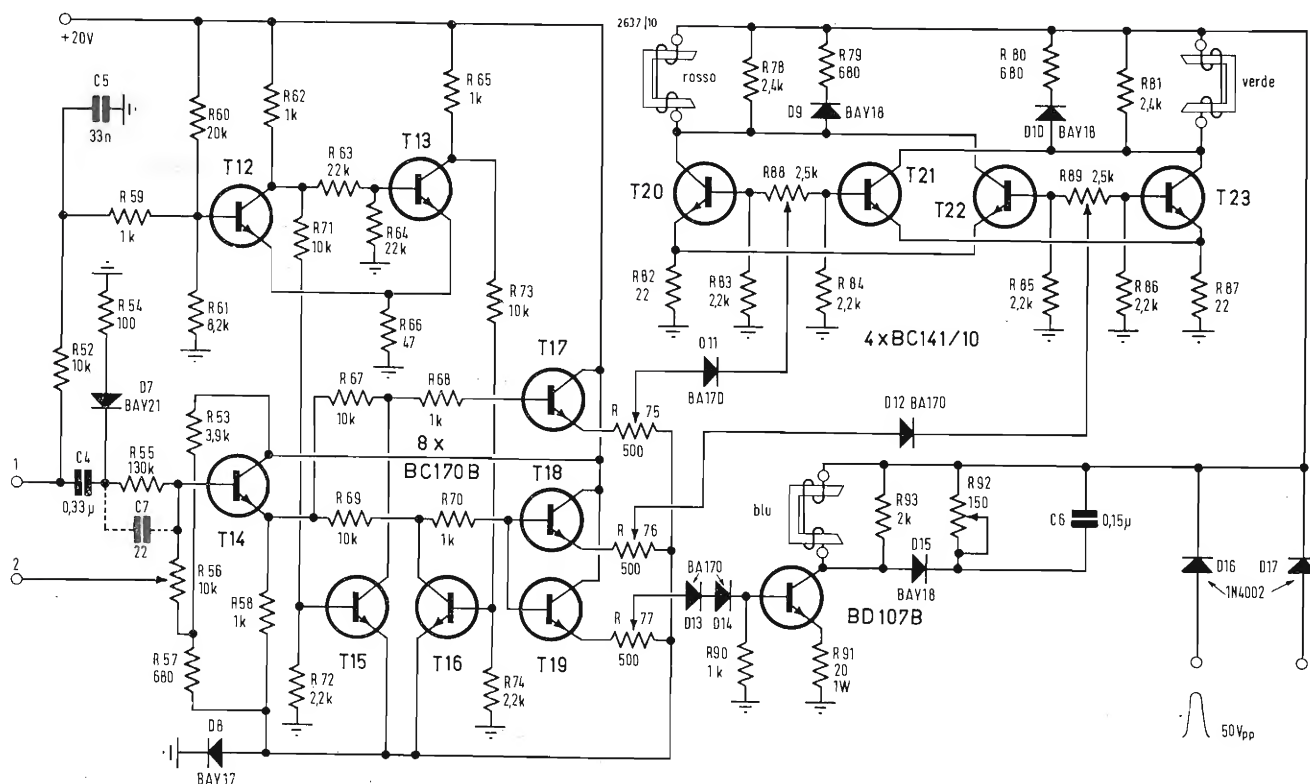 +20V
C5
33n
R60
20k
R62
1k
R65
1k
T13
T12
R63
22k
R59
1k
R71
10k
R64
22k
R54
100
R61
8,2k
R66
47
R73
10k
R52
10k
D7
BAY21
R53
3,9k
R67
10k
R68
1k
T17
R 75
500
8 x
BC170B
1
C4
0,33µ
R55
130k
C7
22
T14
R69
10k
R70
1k
T18
R 76
500
2
R56
10k
R58
1k
T15
T16
T19
R 77
500
R57
680
R72
2,2k
R74
2,2k
D8
BAY17
2637/10
rosso
R78
2,4k
R79
680
D9
BAY18
R80
680
D10
BAY18
R81
2,4k
verde
T20
R88 2,5k
T21
T22
R89 2,5k
T23
R82
22
R83
2,2k
R84
2,2k
R85
2,2k
R86
2,2k
R87
22
4xBC141/10
D11
BA170
D12 BA170
blu
R93
2k
R92
150
C6
0,15µ
D15
BAY18
BA170
D13
D14
BD107B
R90
1k
R91
20
1W
D16
D17
1N4002
50Vpp